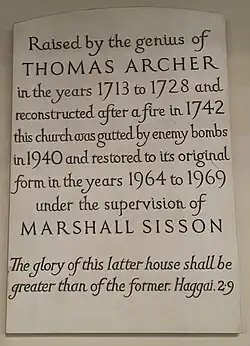 Raised by the genius of
THOMAS ARCHER
in the years 1713 to 1728 and
reconstructed after a fire in 1742
this church was gutted by enemy bombs
in 1940 and restored to its original
form in the years 1964 to 1969
under the supervision of
MARSHALL SISSON
The glory of this latter house shall be
greater than of the former. Haggai. 2·9